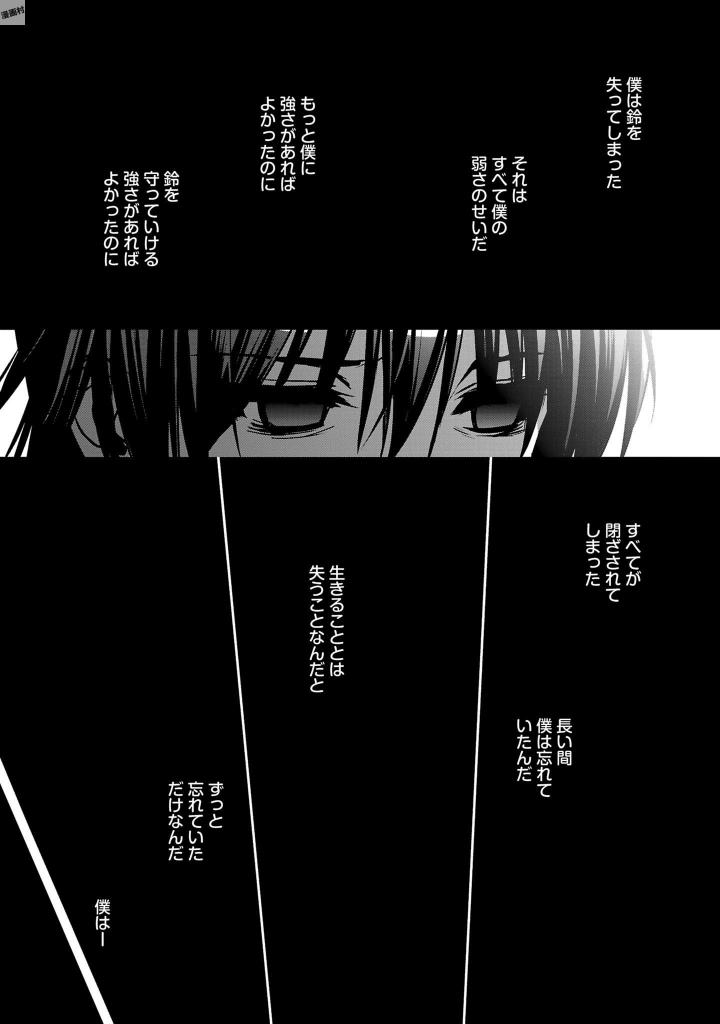 漫画村
僕は鈴を
失ってしまった
それは
すべて僕の
弱さのせいだ
もっと僕に
強さがあれば
よかったのに
鈴を
守っていける
強さがあれば
よかったのに
すべてが
閉ざされて
しまった
長い間
僕は忘れて
いたんだ
生きることとは
失うことなんだと
ずっと
忘れていた
だけなんだ
僕はー